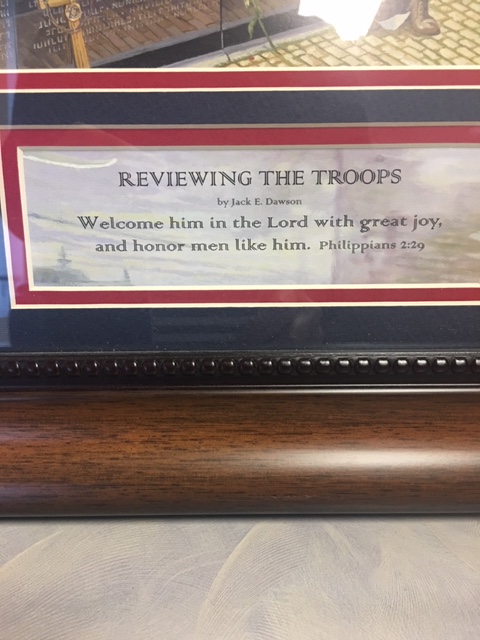 REVIEWING THE TROOPS
by Jack E. Dawson
Welcome him in the Lord with great joy,
and honor men like him. Philippians 2:29